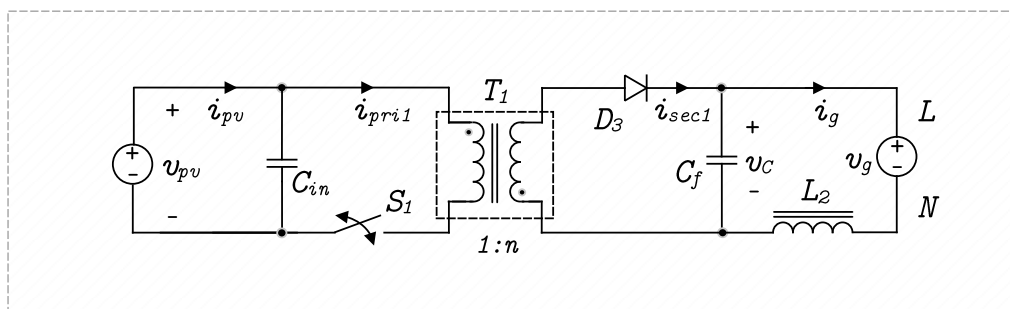 i_pv
i_pri1
T_1
D_3
i_sec1
i_g
L
+
+
+
+
v_pv
C_in
S_1
C_f
v_C
v_g
L_2
N
-
-
-
-
1:n